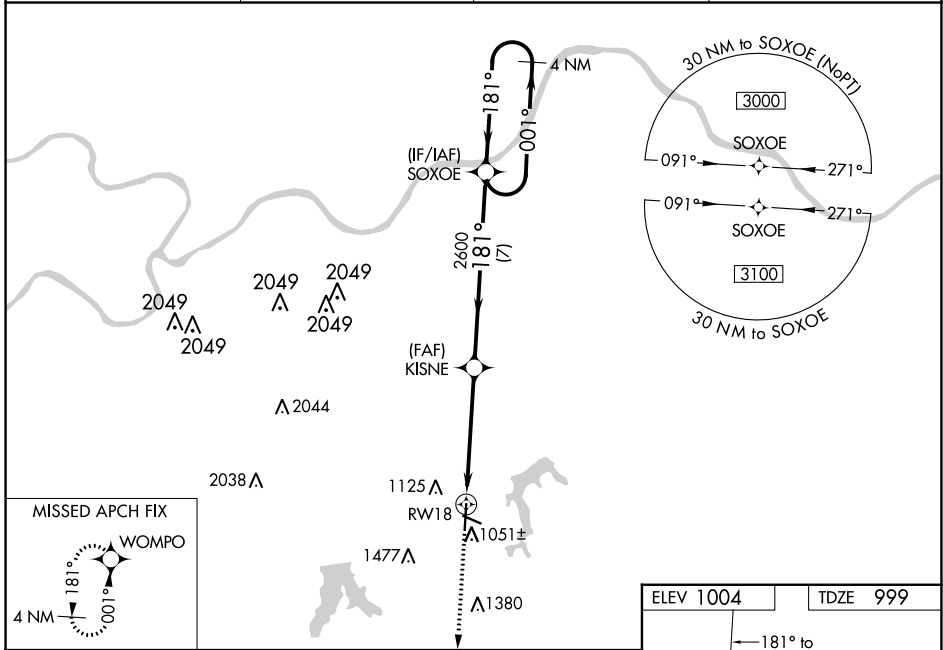 30 NM to SOXOE (NoPT)
3000
SOXOE
091°
271°
091°
271°
SOXOE
3100
30 NM to SOXOE
4 NM
181°
001°
(IF/IAF)
SOXOE
2600
181°
(7)
2049
2049
2049
2049
2049
(FAF)
KISNE
2044
2038
1125
RW18
1051±
1477
1380
MISSED APCH FIX
WOMPO
181°
001°
4 NM
ELEV 1004
TDZE 999
181° to